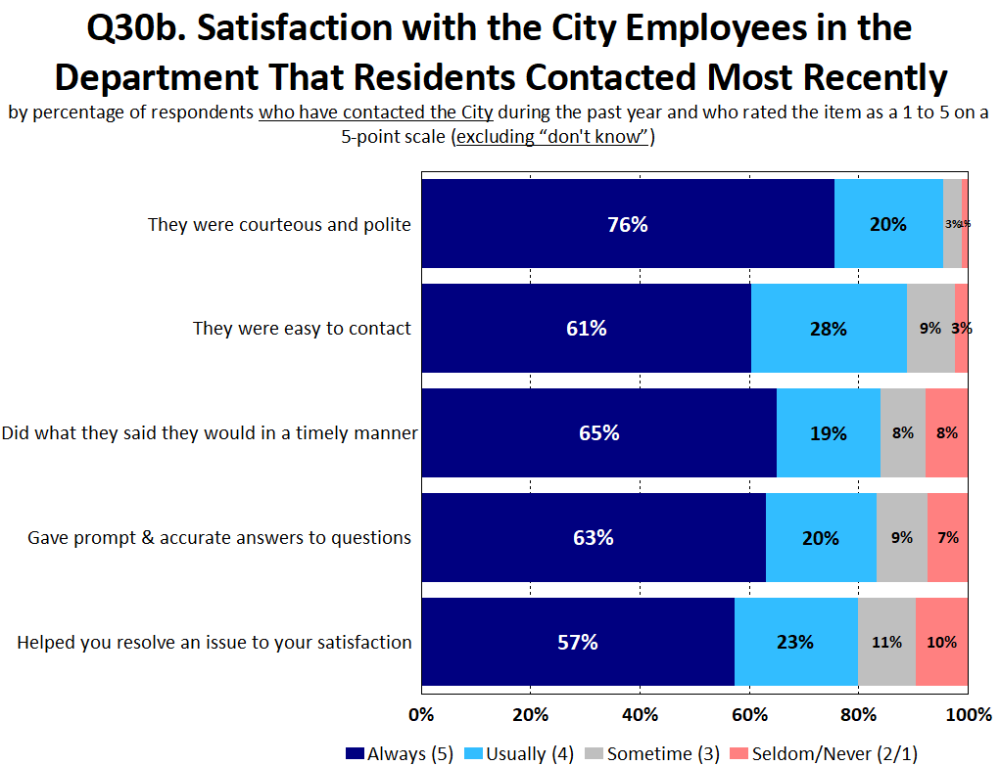 Q30b. Satisfaction with the City Employees in the
Department That Residents Contacted Most Recently
by percentage of respondents who have contacted the City during the past year and who rated the item as a 1 to 5 on a
5-point scale (excluding “don't know”)
They were courteous and polite
76%
20%
3%
1%
They were easy to contact
61%
28%
9%
3%
Did what they said they would in a timely manner
65%
19%
8%
8%
Gave prompt & accurate answers to questions
63%
20%
9%
7%
Helped you resolve an issue to your satisfaction
57%
23%
11%
10%
0% 20% 40% 60% 80% 100%
Always (5) Usually (4) Sometime (3) Seldom/Never (2/1)